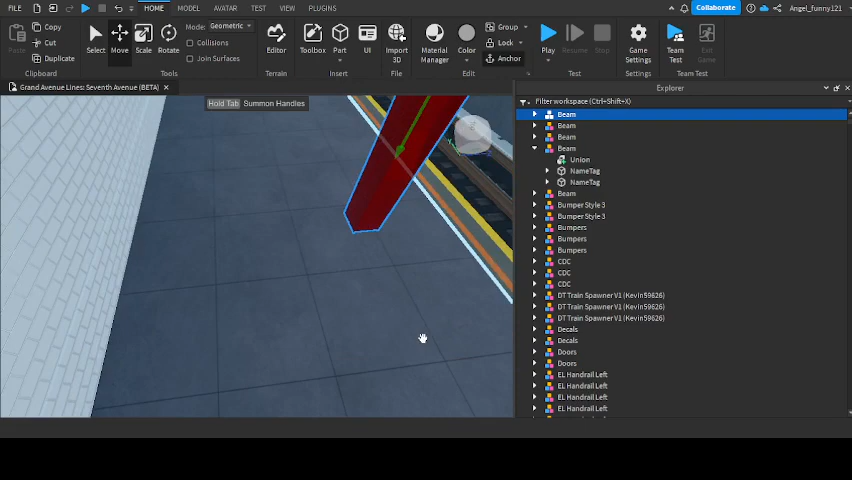 FILE HOME MODEL AVATAR TEST VIEW PLUGINS Collaborate Angel_funny121
Paste Copy Cut Duplicate Clipboard
Select Move Scale Rotate Mode: Geometric Collisions Join Surfaces Tools
Editor Terrain
Toolbox Part UI Insert
Import 3D File
Material Manager Color Group Lock Anchor Edit
Play Resume Stop Test
Game Settings Settings
Team Test Exit Game Team Test
Grand Avenue Lines: Seventh Avenue (BETA) ×
Hold Tab Summon Handles
Explorer
Filter workspace (Ctrl+Shift+X)
Beam
Beam
Beam
Beam
Union
NameTag
NameTag
Beam
Bumper Style 3
Bumper Style 3
Bumpers
Bumpers
Bumpers
CDC
CDC
CDC
DT Train Spawner V1 (Kevin59626)
DT Train Spawner V1 (Kevin59626)
DT Train Spawner V1 (Kevin59626)
Decals
Decals
Doors
Doors
EL Handrail Left
EL Handrail Left
EL Handrail Left
EL Handrail Left